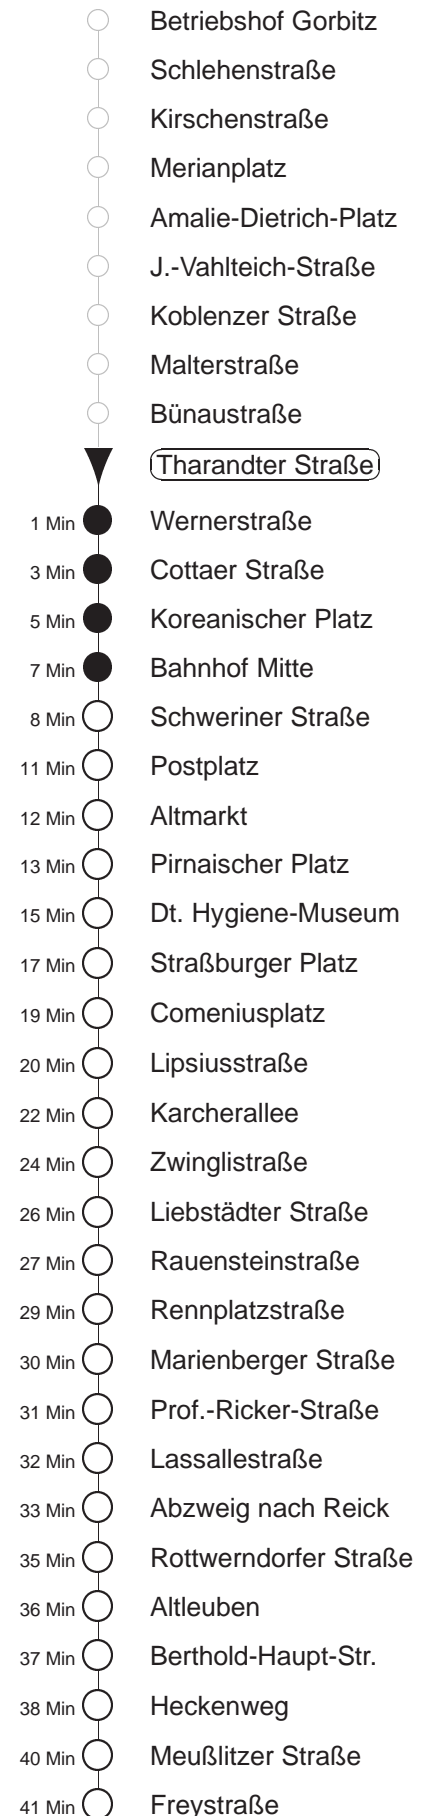 Betriebshof Gorbitz
Schlehenstraße
Kirschenstraße
Merianplatz
Amalie-Dietrich-Platz
J.-Vahlteich-Straße
Koblenzer Straße
Malterstraße
Bünaustraße
Tharandter Straße
1 Min Wernerstraße
3 Min Cottaer Straße
5 Min Koreanischer Platz
7 Min Bahnhof Mitte
8 Min Schweriner Straße
11 Min Postplatz
12 Min Altmarkt
13 Min Pirnaischer Platz
15 Min Dt. Hygiene-Museum
17 Min Straßburger Platz
19 Min Comeniusplatz
20 Min Lipsiusstraße
22 Min Karcherallee
24 Min Zwinglistraße
26 Min Liebstädter Straße
27 Min Rauensteinstraße
29 Min Rennplatzstraße
30 Min Marienberger Straße
31 Min Prof.-Ricker-Straße
32 Min Lassallestraße
33 Min Abzweig nach Reick
35 Min Rottwerndorfer Straße
36 Min Altleuben
37 Min Berthold-Haupt-Str.
38 Min Heckenweg
40 Min Meußlitzer Straße
41 Min Freystraße